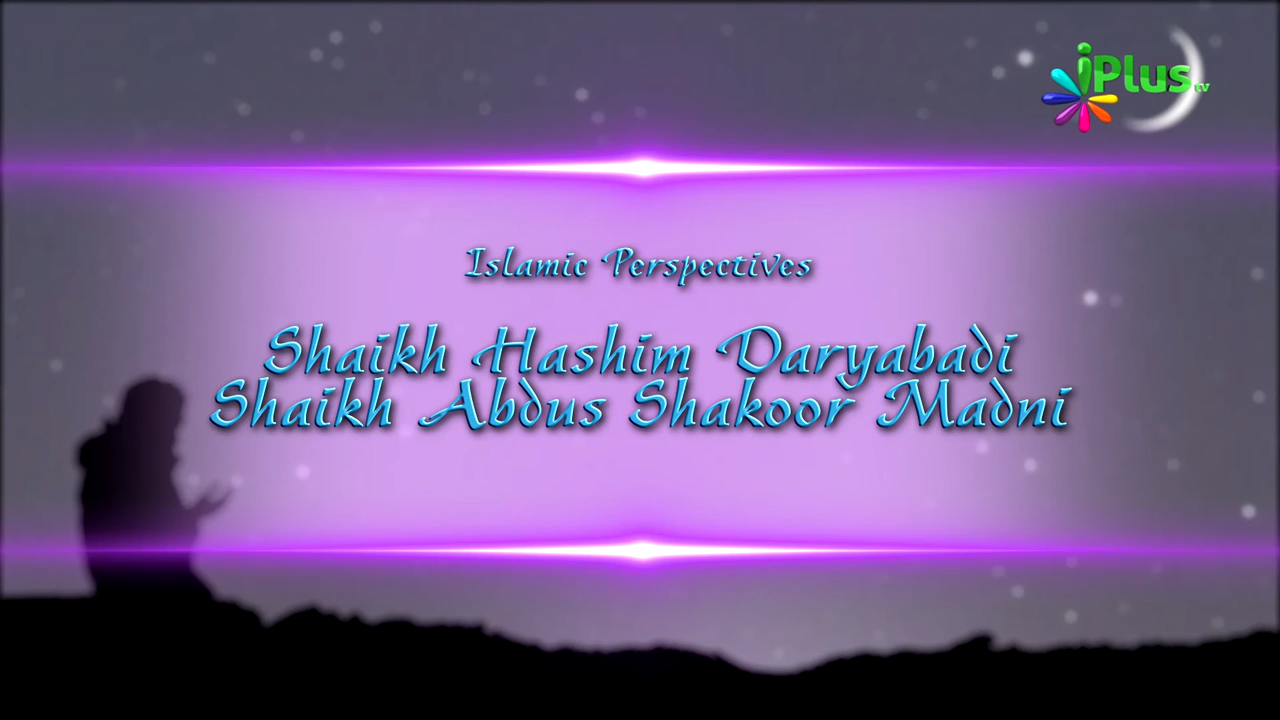 iPlus tv
Islamic Perspectives
Shaikh Hashim Daryabadi
Shaikh Abdus Shakoor Madni